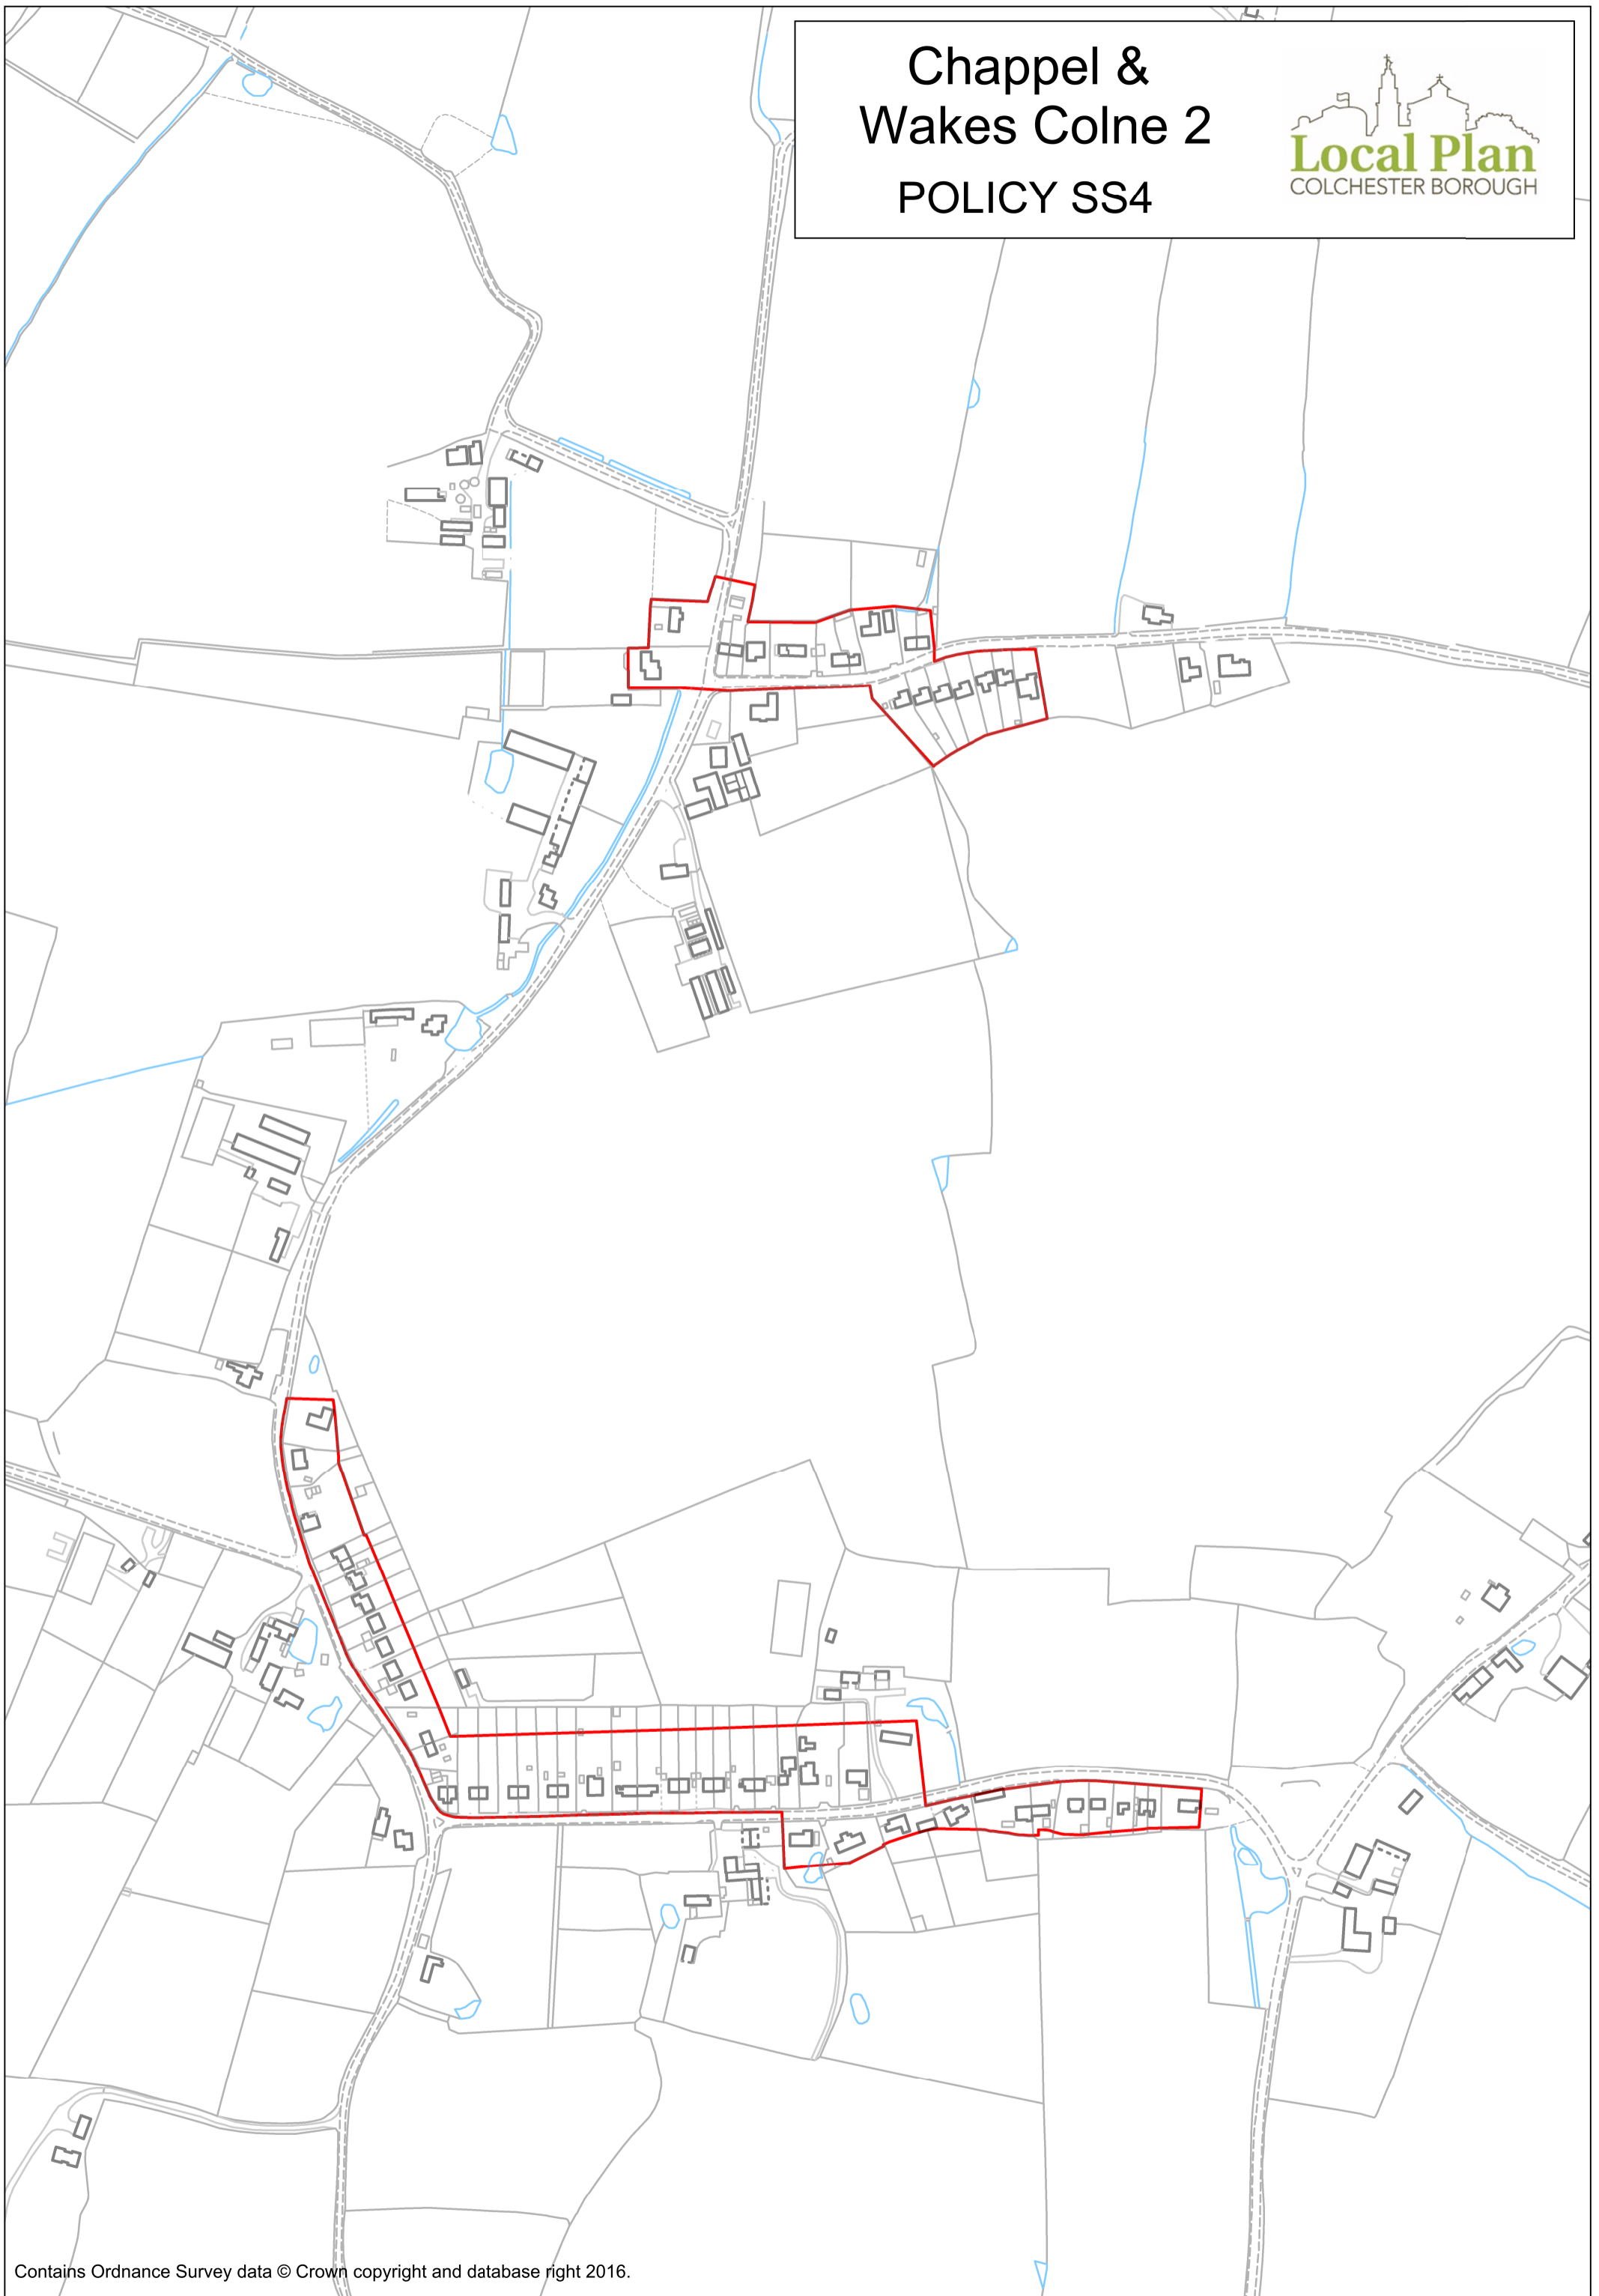 Chappel &
Wakes Colne 2
POLICY SS4
Local Plan
COLCHESTER BOROUGH
Contains Ordnance Survey data © Crown copyright and database right 2016.